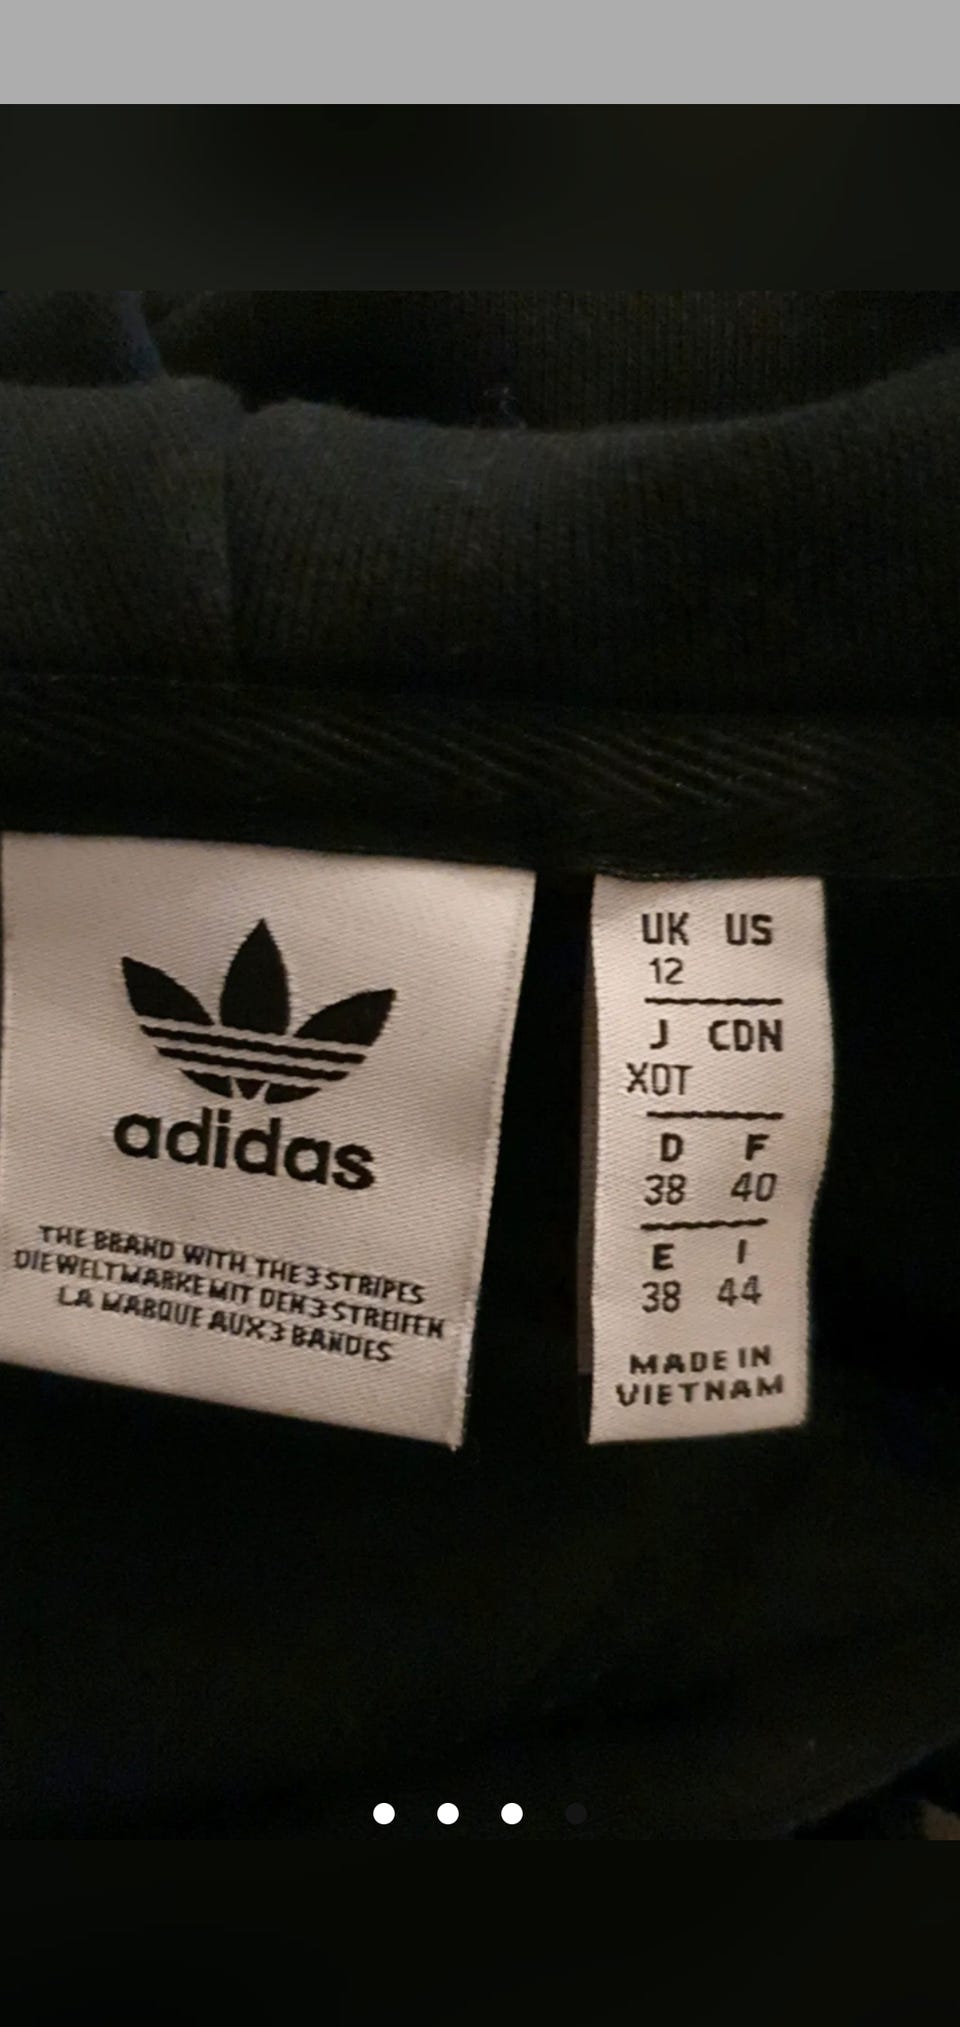 adidas
THE BRAND WITH THE 3 STRIPES
DIE WELTMARKE MIT DEN 3 STREIFEN
LA MARQUE AUX 3 BANDES
UK US
12
J CDN
XOT
D F
38 40
E I
38 44
MADE IN
VIETNAM